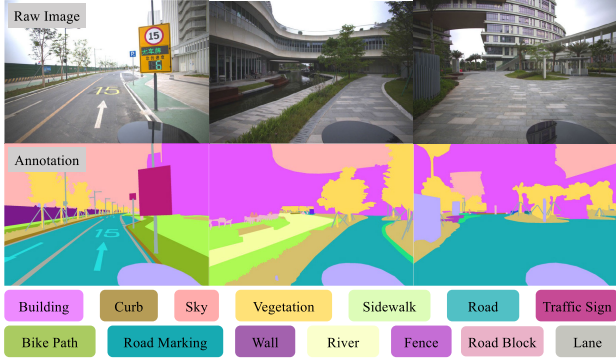 Raw Image
15
15
Annotation
15
Building Curb Sky Vegetation Sidewalk Road Traffic Sign
Bike Path Road Marking Wall River Fence Road Block Lane